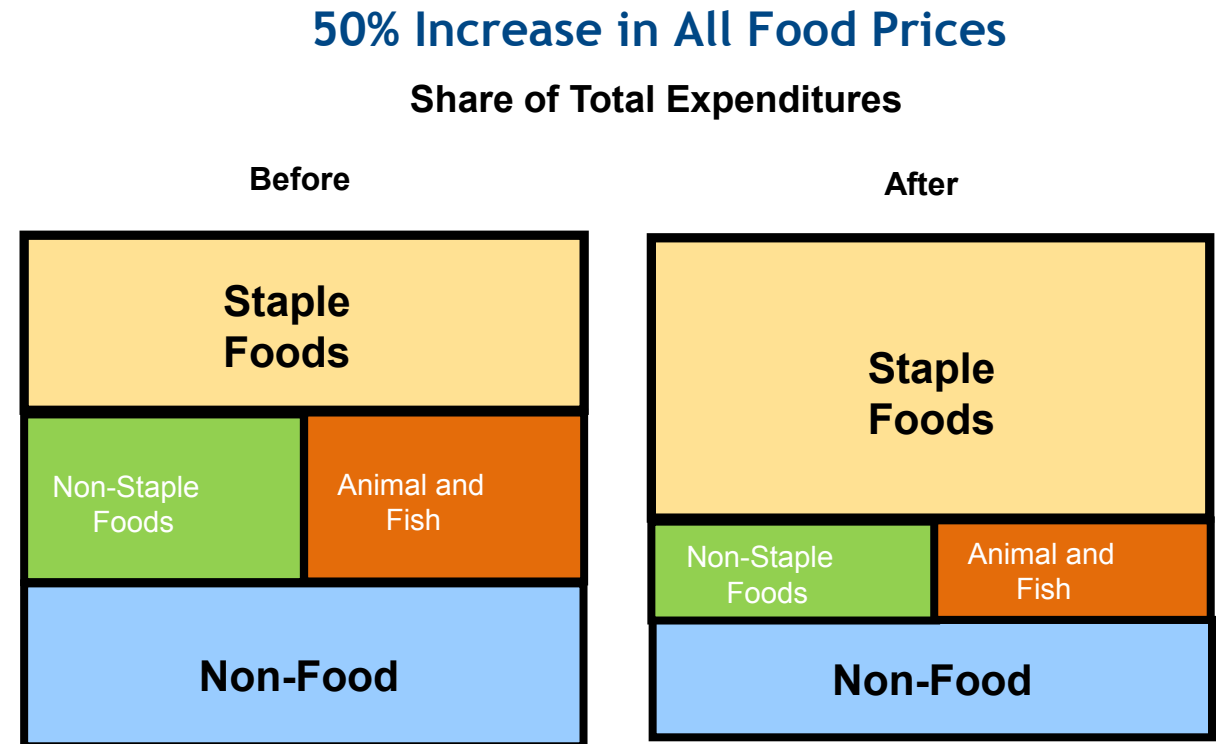 50% Increase in All Food Prices
Share of Total Expenditures
Before
After
Staple
Foods
Non-Staple
Foods
Animal and
Fish
Non-Food
Staple
Foods
Non-Staple
Foods
Animal and
Fish
Non-Food